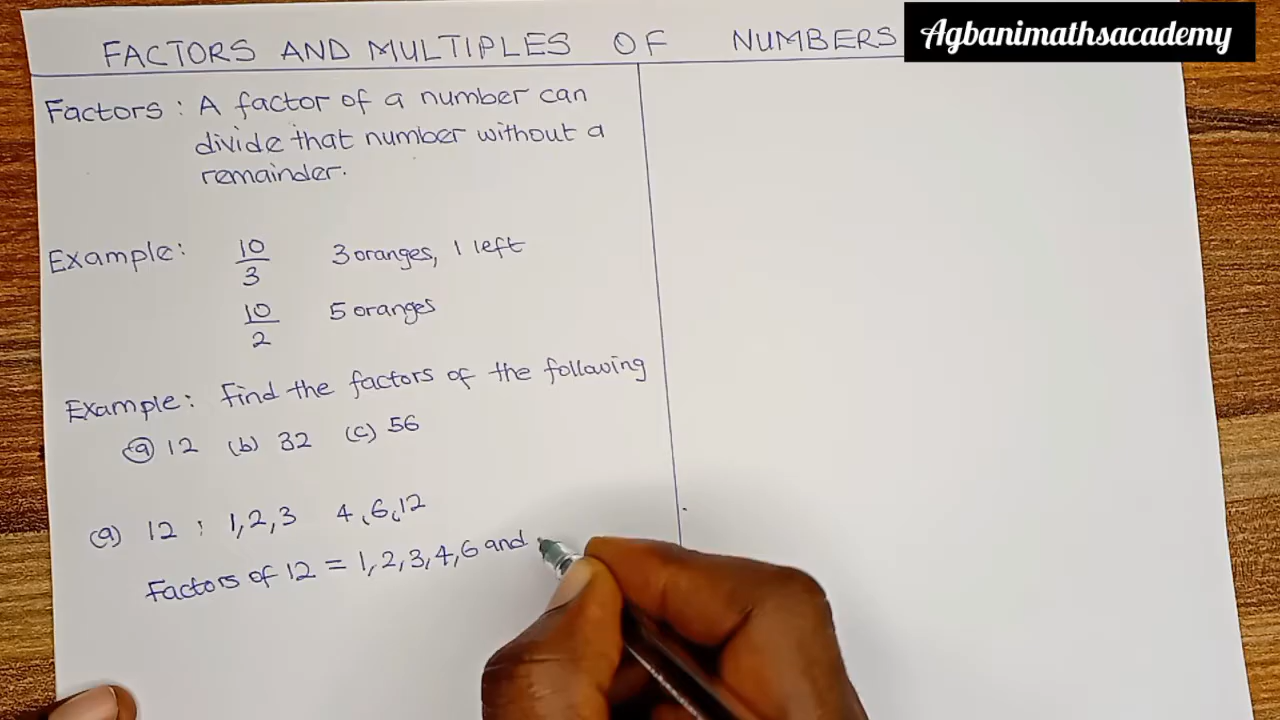 FACTORS AND MULTIPLES OF NUMBERS
Agbanimathsacademy
Factors : A factor of a number can
divide that number without a
remainder.
Example: 10/3 3 oranges, 1 left
10/2 5 oranges
Example: Find the factors of the following
(a) 12 (b) 32 (c) 56
(a) 12 : 1,2,3 4,6,12
Factors of 12 = 1,2,3,4,6 and